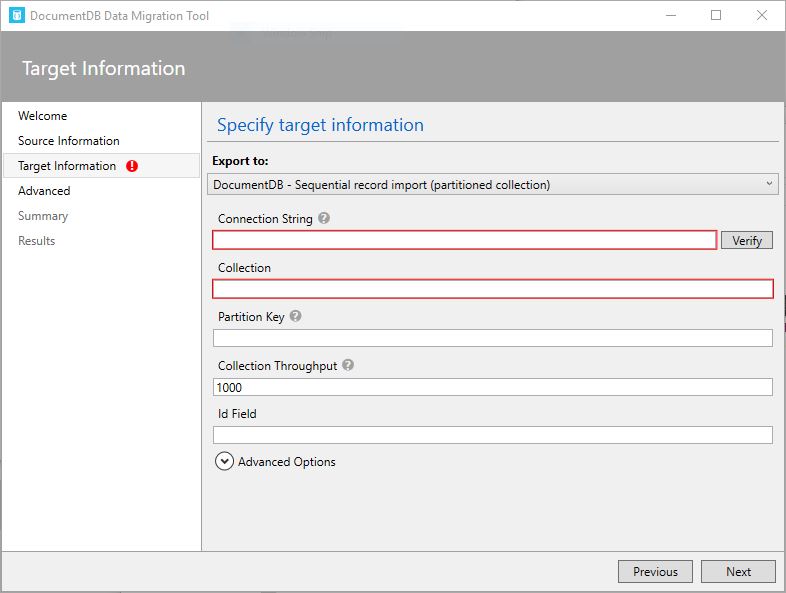 DocumentDB Data Migration Tool
Target Information
Welcome
Source Information
Target Information
Advanced
Summary
Results
Specify target information
Export to:
DocumentDB - Sequential record import (partitioned collection)
Connection String ?
Verify
Collection
Partition Key ?
Collection Throughput ?
1000
Id Field
Advanced Options
Previous
Next